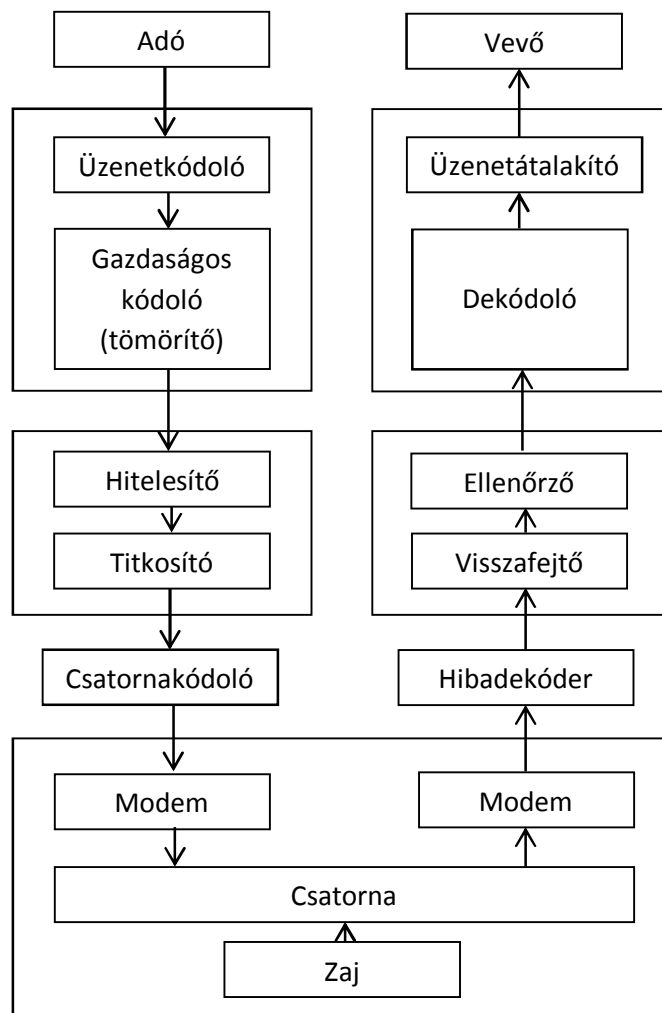 Adó
Üzenetkódoló
Gazdaságos
kódoló
(tömörítő)
Hitelesítő
Titkosító
Csatornakódoló
Modem
Csatorna
Zaj
Modem
Hibadekóder
Visszafejtő
Ellenőrző
Dekódoló
Üzenetátalakító
Vevő